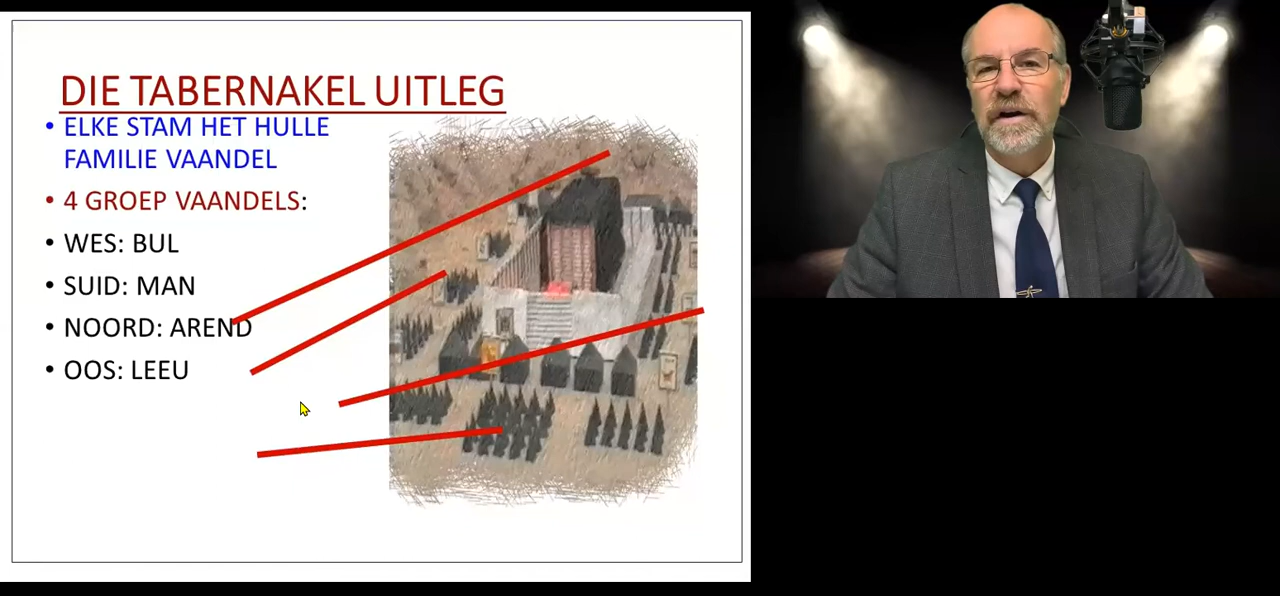 DIE TABERNAKEL UITLEG
• ELKE STAM HET HULLE
FAMILIE VAANDEL
• 4 GROEP VAANDELS:
• WES: BUL
• SUID: MAN
• NOORD: AREND
• OOS: LEEU